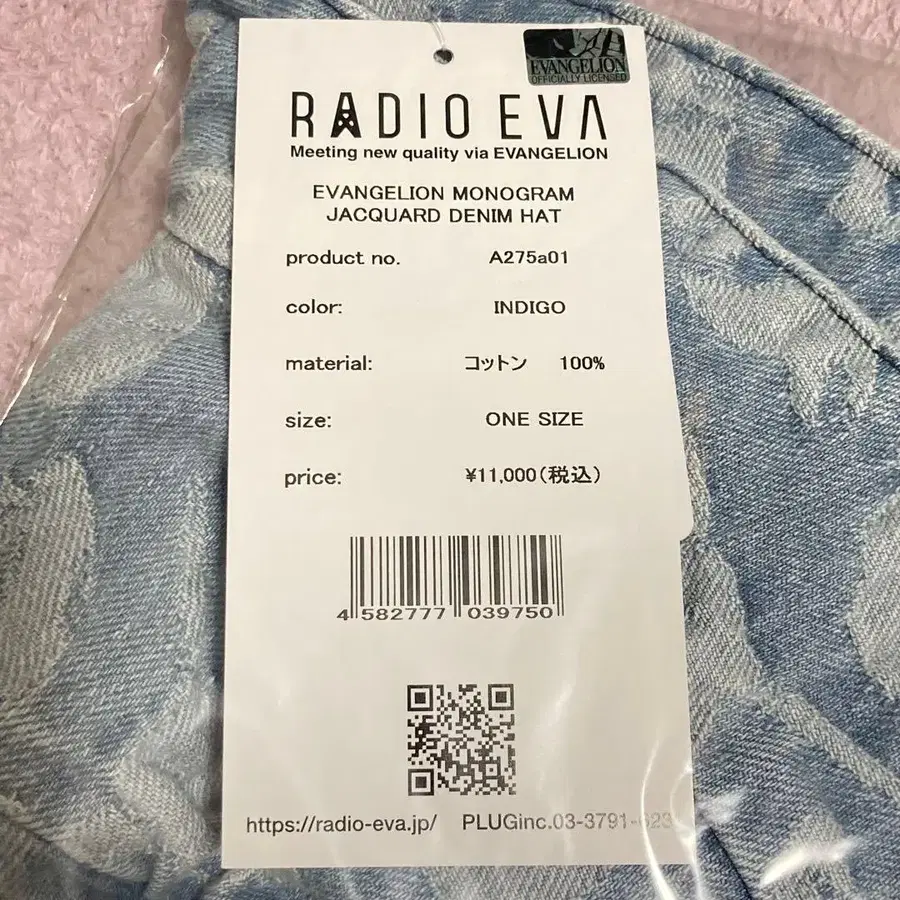 EVANGELION
OFFICIALLY LICENSED
RADIO EVA
Meeting new quality via EVANGELION
EVANGELION MONOGRAM
JACQUARD DENIM HAT
product no. A275a01
color: INDIGO
material: コットン 100%
size: ONE SIZE
price: ¥11,000(税込)
4 582777 039750
https://radio-eva.jp/ PLUGinc.03-3791-